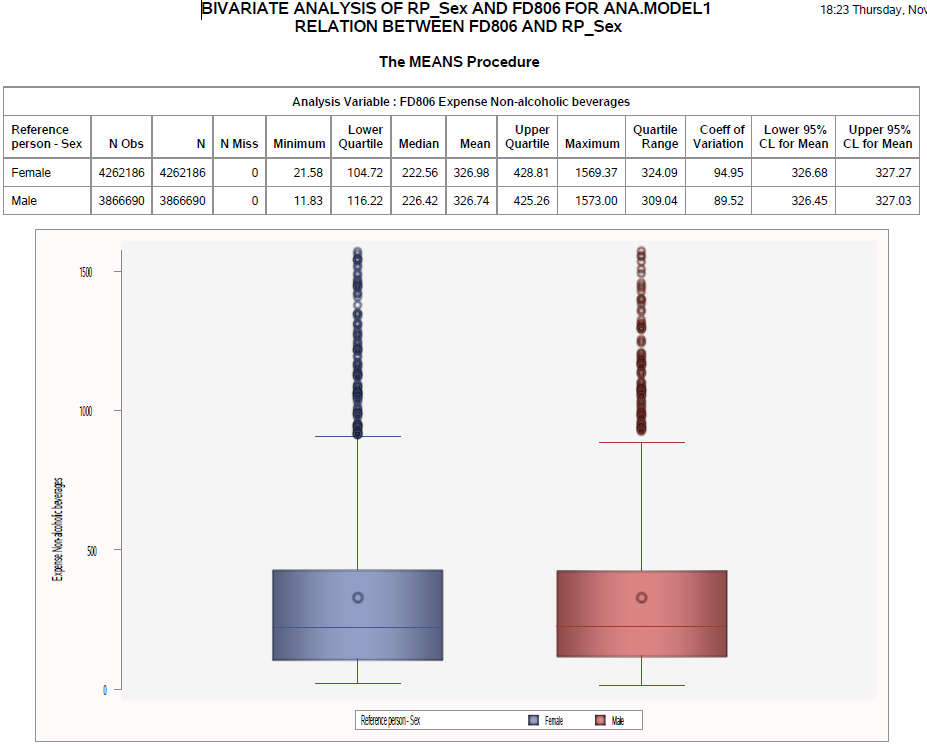 BIVARIATE ANALYSIS OF RP_Sex AND FD806 FOR ANA.MODEL1
18:23 Thursday, Nov
RELATION BETWEEN FD806 AND RP_Sex
The MEANS Procedure
Analysis Variable : FD806 Expense Non-alcoholic beverages
Reference person - Sex N Obs N N Miss Minimum Lower Quartile Median Mean Upper Quartile Maximum Quartile Range Coeff of Variation Lower 95% CL for Mean Upper 95% CL for Mean
Female 4262186 4262186 0 21.58 104.72 222.56 326.98 428.81 1569.37 324.09 94.95 326.68 327.27
Male 3866690 3866690 0 11.83 116.22 226.42 326.74 425.26 1573.00 309.04 89.52 326.45 327.03
1500
1000
500
0
Expense Non-alcoholic beverages
Reference person - Sex Female Male